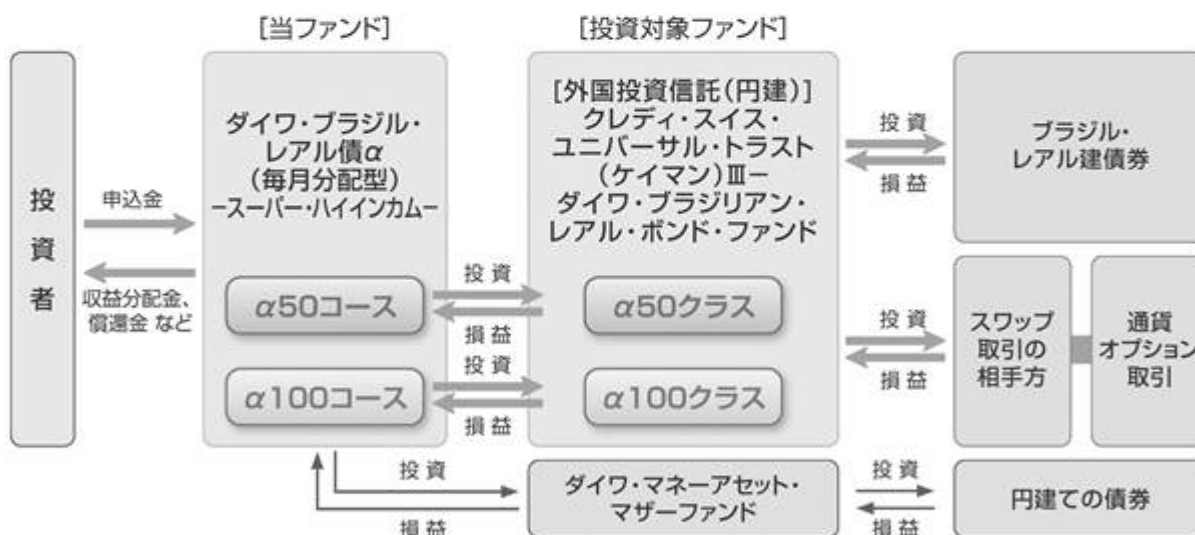 [当ファンド]
[投資対象ファンド]
投資者
申込金
収益分配金、
償還金 など
ダイワ・ブラジル・
レアル債α
(毎月分配型)
－スーパー・ハイインカム－
α50コース
α100コース
投 資
損 益
投 資
損 益
[外国投資信託(円建)]
クレディ・スイス・
ユニバーサル・トラスト
(ケイマン)Ⅲ－
ダイワ・ブラジリアン・
レアル・ボンド・ファンド
α50クラス
α100クラス
投 資
損 益
ブラジル・
レアル建債券
投 資
損 益
スワップ
取引の
相手方
通貨
オプション
取引
投 資
損 益
ダイワ・マネーアセット・
マザーファンド
投 資
損 益
円建ての債券